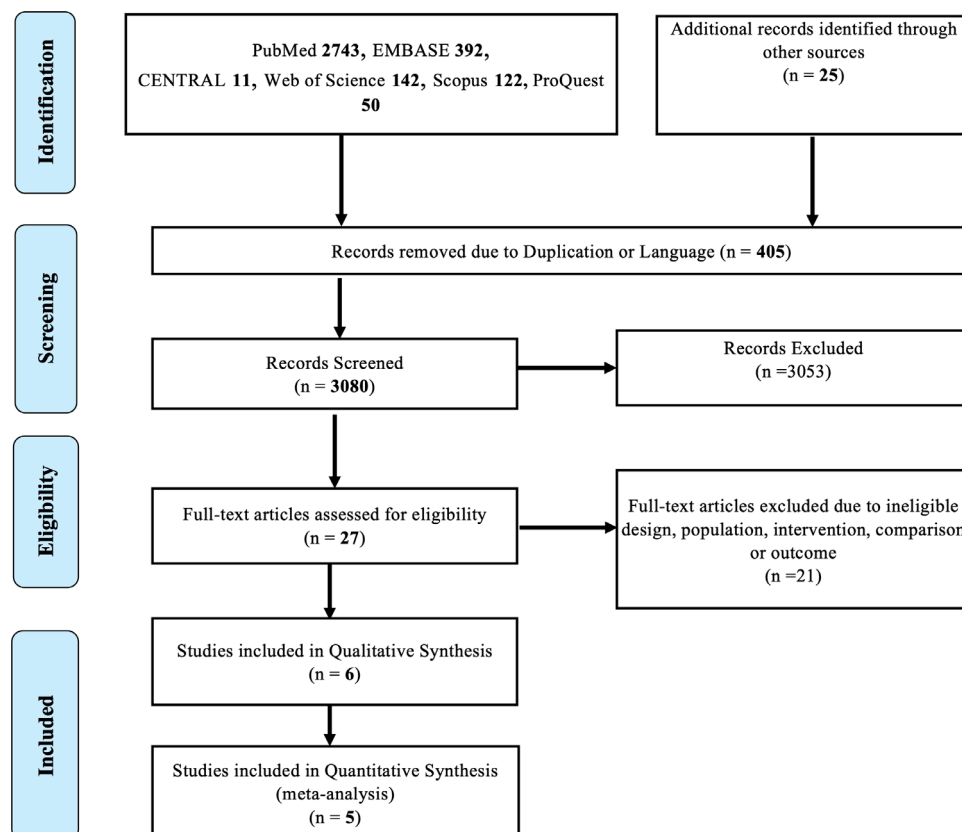 Identification
PubMed 2743, EMBASE 392,
CENTRAL 11, Web of Science 142, Scopus 122, ProQuest
50
Additional records identified through
other sources
(n = 25)
Screening
Records removed due to Duplication or Language (n = 405)
Records Screened
(n = 3080)
Records Excluded
(n =3053)
Eligibility
Full-text articles assessed for eligibility
(n = 27)
Full-text articles excluded due to ineligible
design, population, intervention, comparison
or outcome
(n =21)
Included
Studies included in Qualitative Synthesis
(n = 6)
Studies included in Quantitative Synthesis
(meta-analysis)
(n = 5)